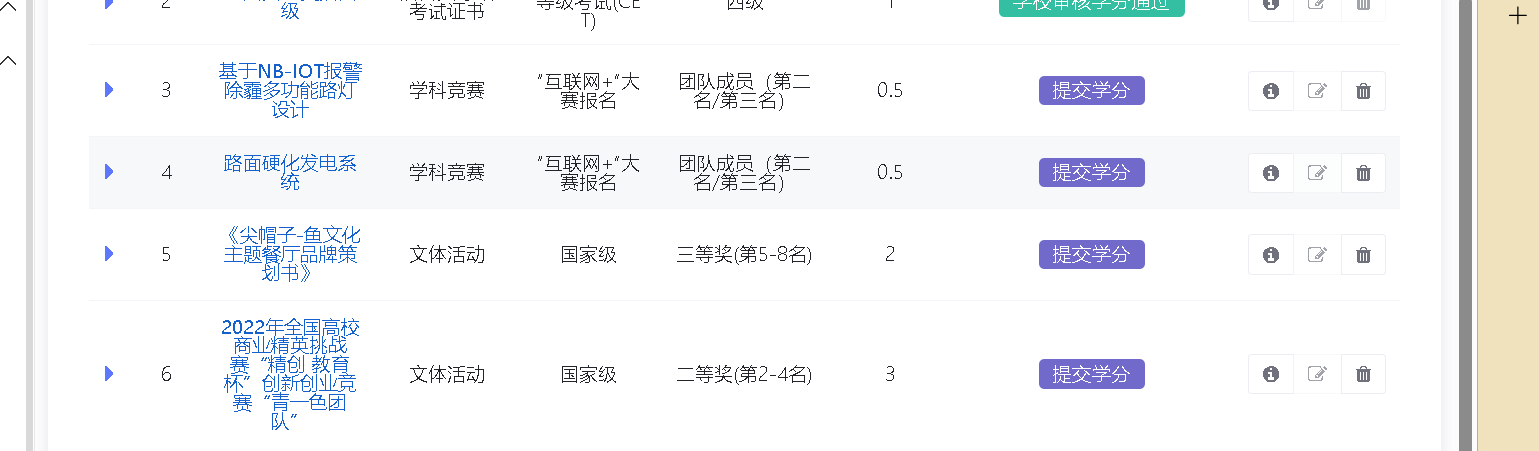 2
级
考试证书
等级考试(CE
T)
四级
1
学校审核学分通过
3
基于NB-IOT报警
除霾多功能路灯
设计
学科竞赛
"互联网+"大
赛报名
团队成员（第二
名/第三名)
0.5
提交学分
4
路面硬化发电系
统
学科竞赛
"互联网+"大
赛报名
团队成员（第二
名/第三名)
0.5
提交学分
5
《尖帽子-鱼文化
主题餐厅品牌策
划书》
文体活动
国家级
三等奖(第5-8名)
2
提交学分
6
2022年全国高校
商业精英挑战
赛“精创 教育
杯”创新创业竞
赛“青一色团
队”
文体活动
国家级
二等奖(第2-4名)
3
提交学分